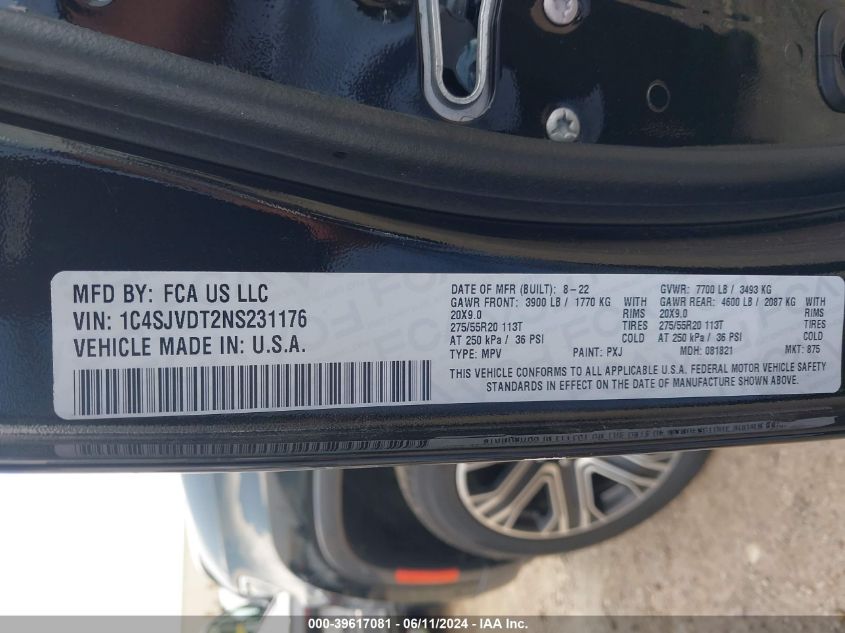 MFD BY: FCA US LLC
VIN: 1C4SJVDT2NS231176
VEHICLE MADE IN: U.S.A.
DATE OF MFR (BUILT): 8-22 GVWR: 7700 LB / 3493 KG
GAWR FRONT: 3900 LB / 1770 KG WITH GAWR REAR: 4600 LB / 2087 KG WITH
20X9.0 RIMS 20X9.0 RIMS
275/55R20 113T TIRES 275/55R20 113T TIRES
AT 250 kPa / 36 PSI COLD AT 250 kPa / 36 PSI COLD
TYPE: MPV PAINT: PXJ MDH: 081821 MKT: 875
THIS VEHICLE CONFORMS TO ALL APPLICABLE U.S.A. FEDERAL MOTOR VEHICLE SAFETY
STANDARDS IN EFFECT ON THE DATE OF MANUFACTURE SHOWN ABOVE.
000-39617081 - 06/11/2024 - IAA Inc.